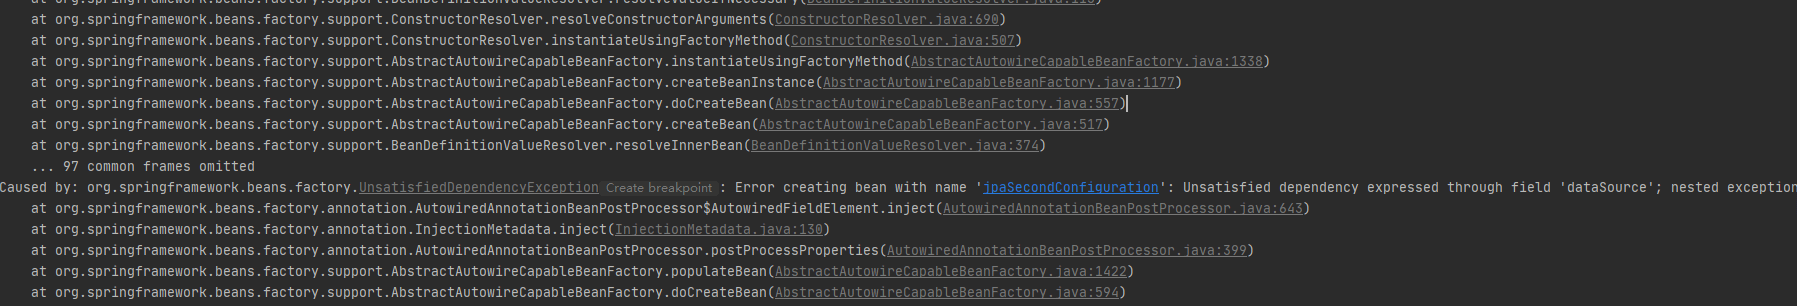 at org.springframework.beans.factory.support.BeanDefinitionValueResolver.resolveValueIfNecessary(BeanDefinitionValueResolver.java:113)
at org.springframework.beans.factory.support.ConstructorResolver.resolveConstructorArguments(ConstructorResolver.java:690)
at org.springframework.beans.factory.support.ConstructorResolver.instantiateUsingFactoryMethod(ConstructorResolver.java:507)
at org.springframework.beans.factory.support.AbstractAutowireCapableBeanFactory.instantiateUsingFactoryMethod(AbstractAutowireCapableBeanFactory.java:1338)
at org.springframework.beans.factory.support.AbstractAutowireCapableBeanFactory.createBeanInstance(AbstractAutowireCapableBeanFactory.java:1177)
at org.springframework.beans.factory.support.AbstractAutowireCapableBeanFactory.doCreateBean(AbstractAutowireCapableBeanFactory.java:557)
at org.springframework.beans.factory.support.AbstractAutowireCapableBeanFactory.createBean(AbstractAutowireCapableBeanFactory.java:517)
at org.springframework.beans.factory.support.BeanDefinitionValueResolver.resolveInnerBean(BeanDefinitionValueResolver.java:374)
... 97 common frames omitted
Caused by: org.springframework.beans.factory.UnsatisfiedDependencyException Create breakpoint : Error creating bean with name 'jpaSecondConfiguration': Unsatisfied dependency expressed through field 'dataSource'; nested exception
at org.springframework.beans.factory.annotation.AutowiredAnnotationBeanPostProcessor$AutowiredFieldElement.inject(AutowiredAnnotationBeanPostProcessor.java:643)
at org.springframework.beans.factory.annotation.InjectionMetadata.inject(InjectionMetadata.java:130)
at org.springframework.beans.factory.annotation.AutowiredAnnotationBeanPostProcessor.postProcessProperties(AutowiredAnnotationBeanPostProcessor.java:399)
at org.springframework.beans.factory.support.AbstractAutowireCapableBeanFactory.populateBean(AbstractAutowireCapableBeanFactory.java:1422)
at org.springframework.beans.factory.support.AbstractAutowireCapableBeanFactory.doCreateBean(AbstractAutowireCapableBeanFactory.java:594)